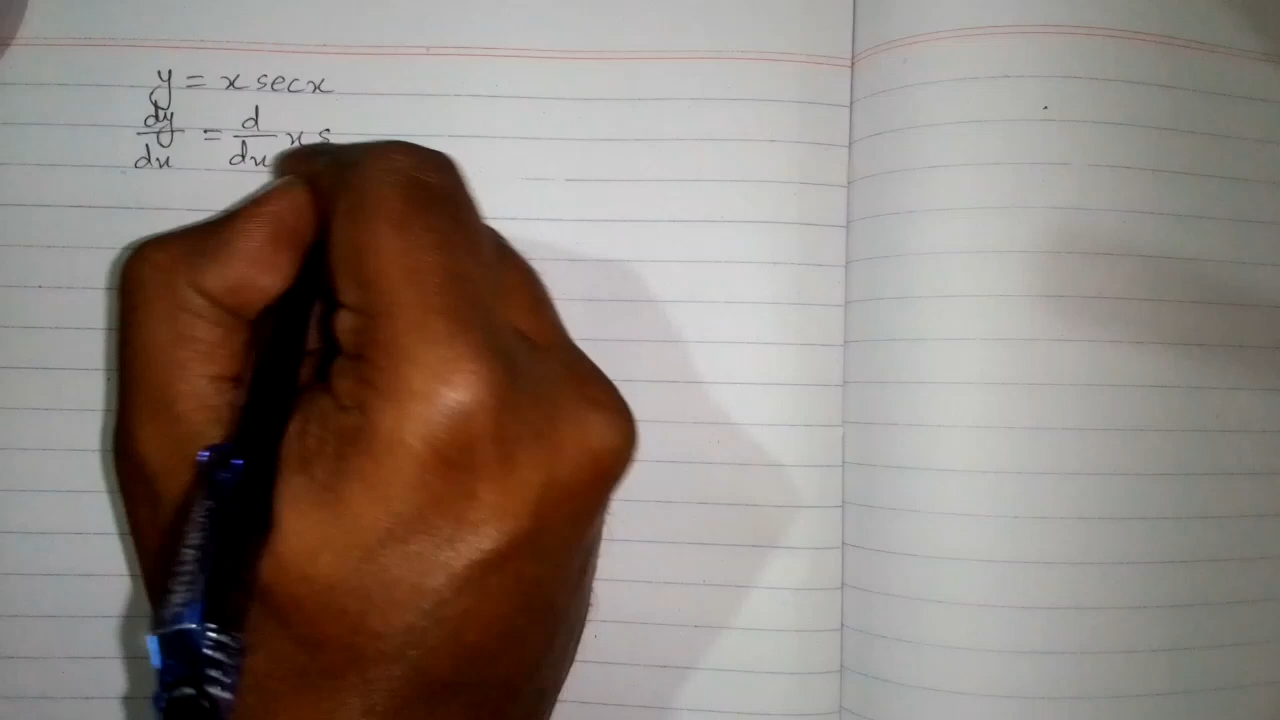 y = x secx
dy/dx = d/dx x s